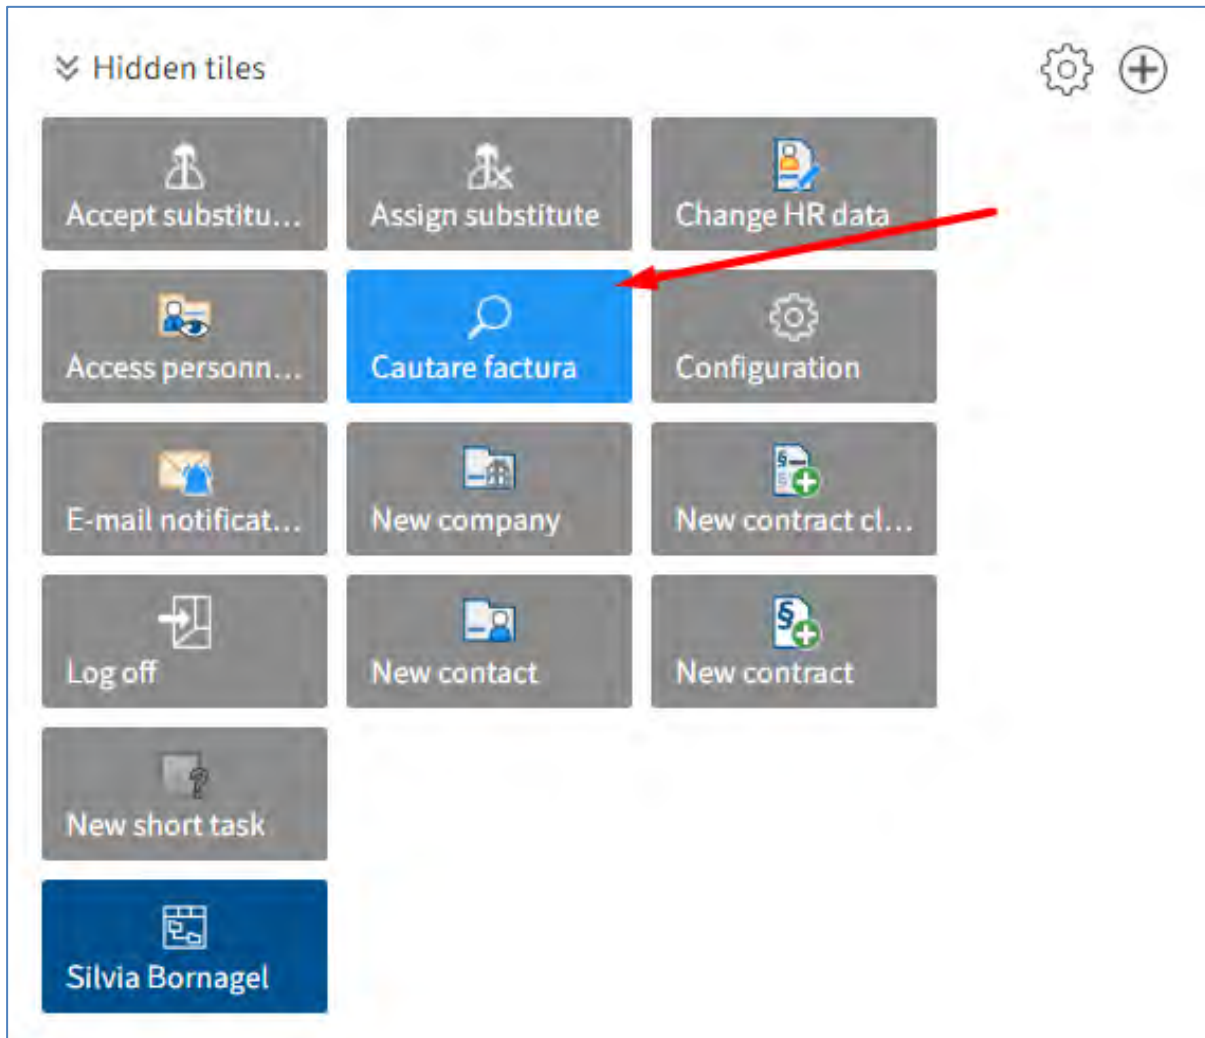 Hidden tiles
Accept substitu...
Assign substitute
Change HR data
Access personn...
Cautare factura
Configuration
E-mail notificat...
New company
New contract cl...
Log off
New contact
New contract
New short task
Silvia Bornagel